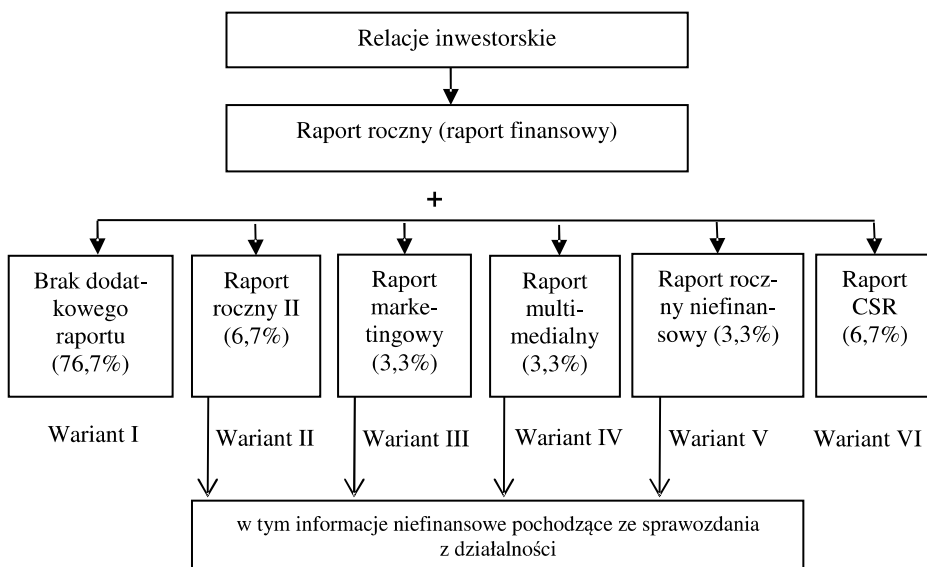 Relacje inwestorskie
Raport roczny (raport finansowy)
+
Brak dodat-
kowego
raportu
(76,7%)
Raport
roczny II
(6,7%)
Raport
marke-
tingowy
(3,3%)
Raport
multi-
medialny
(3,3%)
Raport rocz-
ny niefinan-
sowy (3,3%)
Raport
CSR
(6,7%)
Wariant I
Wariant II
Wariant III
Wariant IV
Wariant V
Wariant VI
w tym informacje niefinansowe pochodzące ze sprawozdania
z działalności